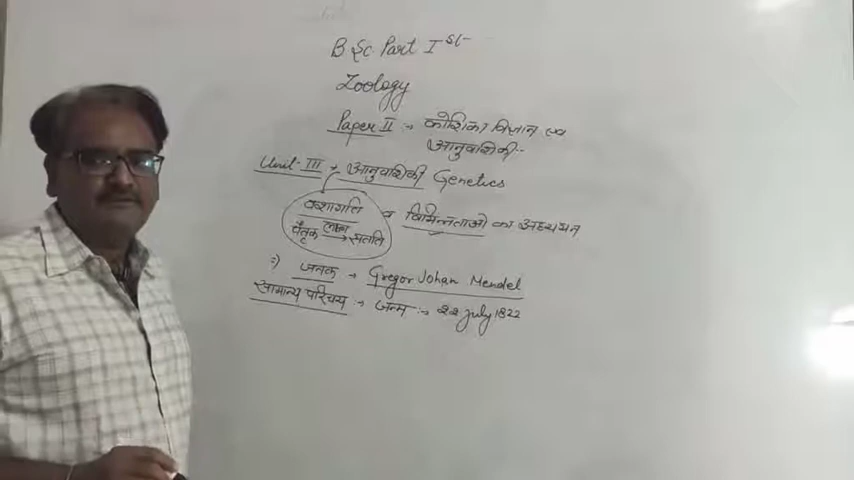 B.Sc. Part Ist
Zoology
Paper II :→ कोशिका विज्ञान एव
आनुवांशिकी :-
Unit-III → आनुवांशिकी Genetics
वंशागति व विभिन्नताओ का अध्ययन
पैतृक लक्षण → संतति
⇒) जनक → Gregor Johan Mendel
सामान्य परिचय :→ जन्म :→ 22 July 1822